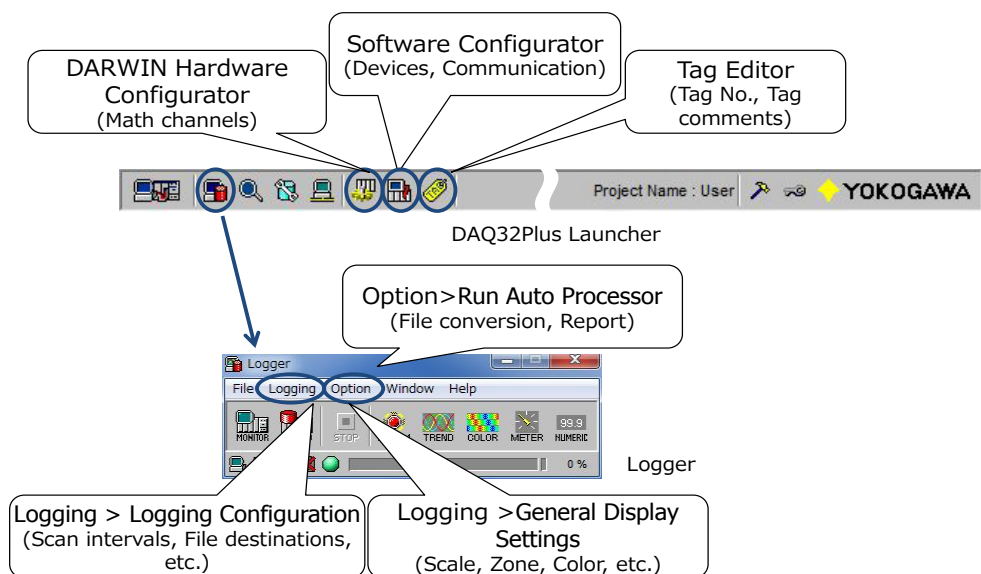 Software Configurator
(Devices, Communication)
DARWIN Hardware
Configurator
(Math channels)
Tag Editor
(Tag No., Tag
comments)
Project Name : User
YOKOGAWA
DAQ32Plus Launcher
Option>Run Auto Processor
(File conversion, Report)
Logger
File Logging Option Window Help
MONITOR STOP TREND COLOR METER NUMERIC
99.9
0 %
Logger
Logging > Logging Configuration
(Scan intervals, File destinations,
etc.)
Logging >General Display
Settings
(Scale, Zone, Color, etc.)